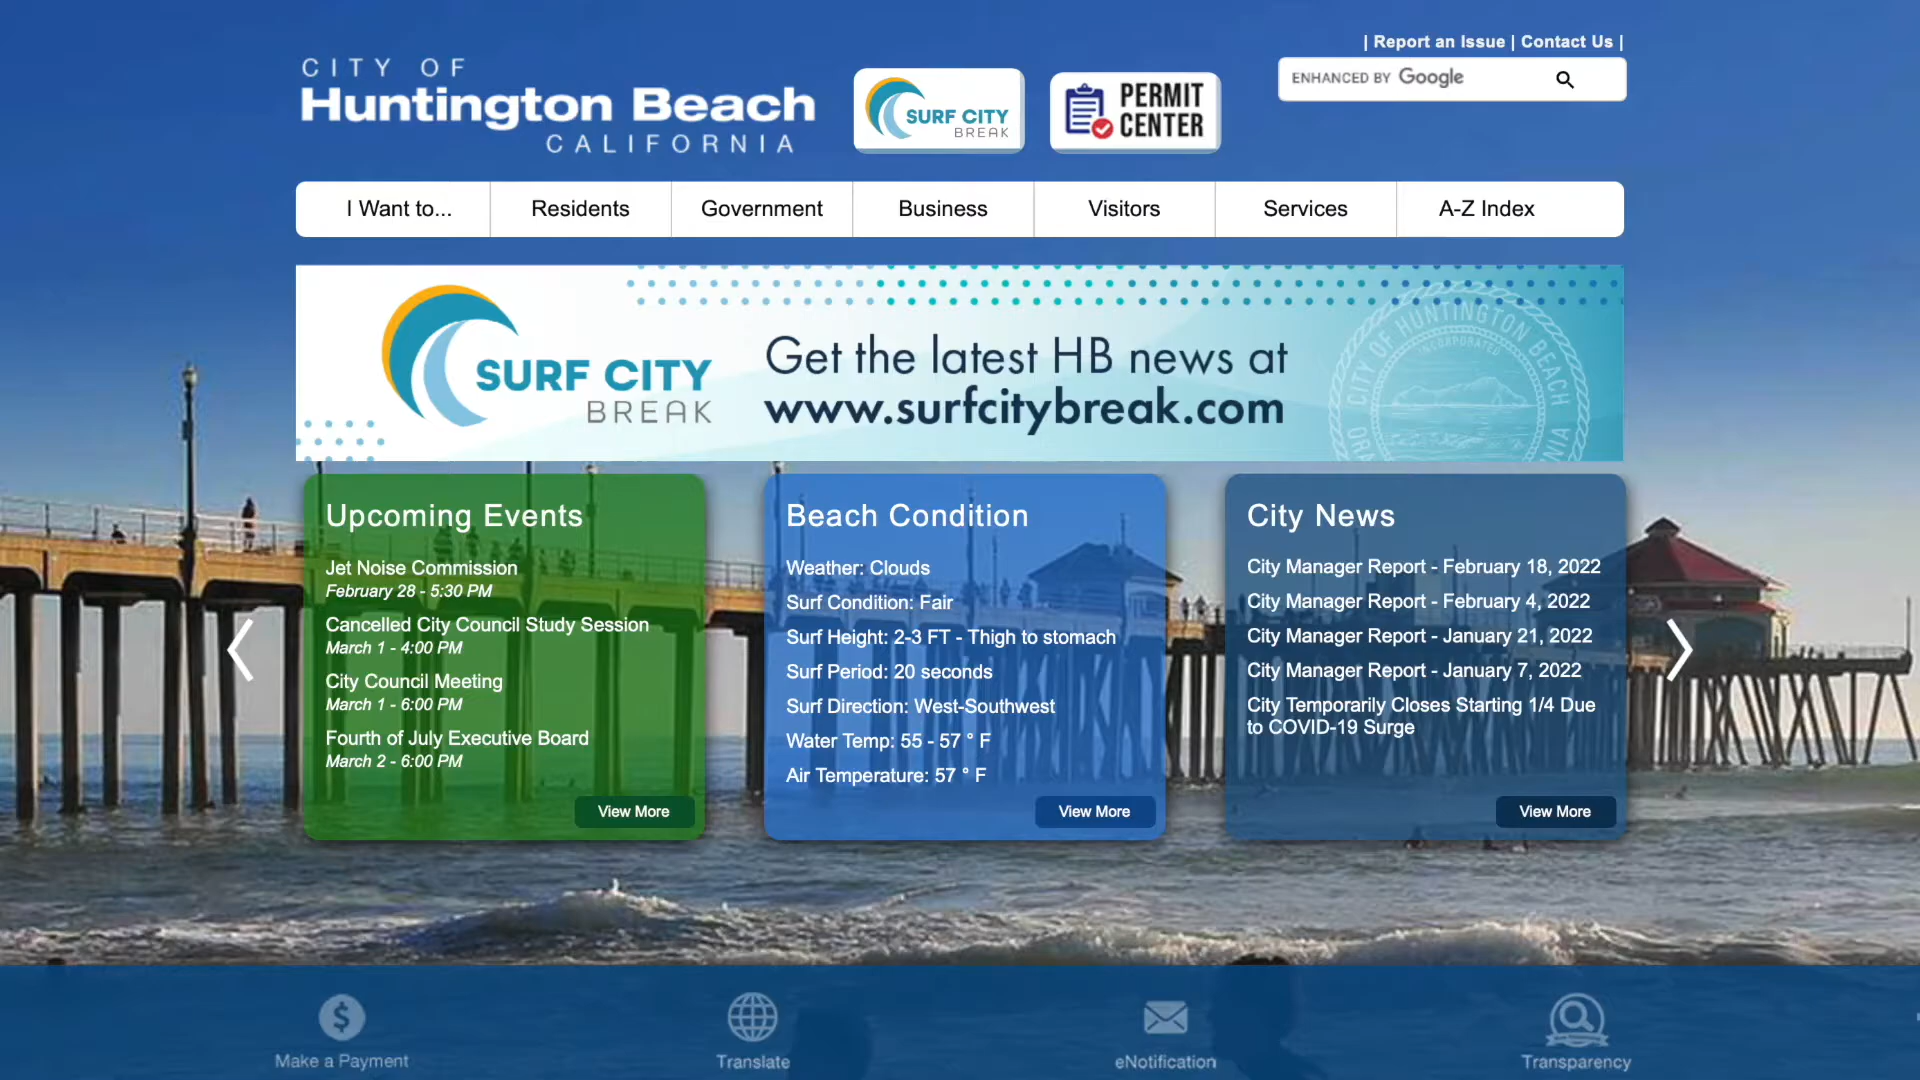 | Report an Issue | Contact Us |
CITY OF
Huntington Beach
CALIFORNIA
SURF CITY
BREAK
PERMIT
CENTER
ENHANCED BY Google
I Want to...
Residents
Government
Business
Visitors
Services
A-Z Index
SURF CITY
BREAK
Get the latest HB news at
www.surfcitybreak.com
CITY OF HUNTINGTON BEACH
INCORPORATED
Upcoming Events
Jet Noise Commission
February 28 - 5:30 PM
Cancelled City Council Study Session
March 1 - 4:00 PM
City Council Meeting
March 1 - 6:00 PM
Fourth of July Executive Board
March 2 - 6:00 PM
View More
Beach Condition
Weather: Clouds
Surf Condition: Fair
Surf Height: 2-3 FT - Thigh to stomach
Surf Period: 20 seconds
Surf Direction: West-Southwest
Water Temp: 55 - 57 ° F
Air Temperature: 57 ° F
View More
City News
City Manager Report - February 18, 2022
City Manager Report - February 4, 2022
City Manager Report - January 21, 2022
City Manager Report - January 7, 2022
City Temporarily Closes Starting 1/4 Due
to COVID-19 Surge
View More
Make a Payment
Translate
eNotification
Transparency